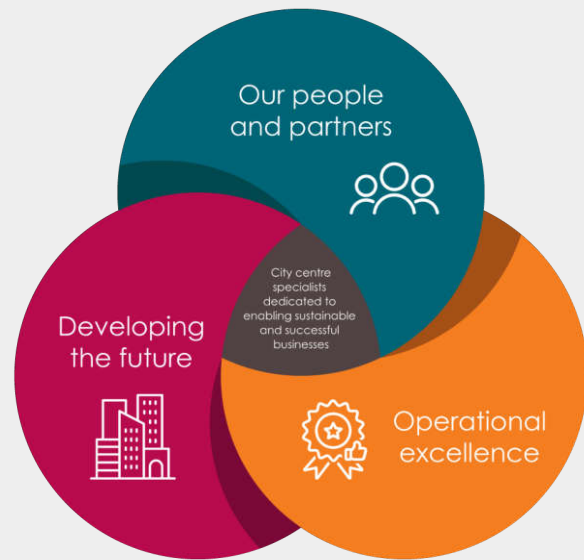 Our people
and partners
City centre
specialists
dedicated to
enabling sustainable
and successful
businesses
Developing
the future
Operational
excellence